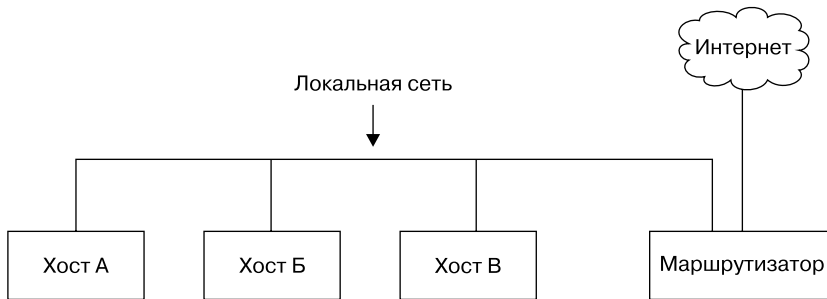 Интернет
Локальная сеть
Хост А
Хост Б
Хост В
Маршрутизатор